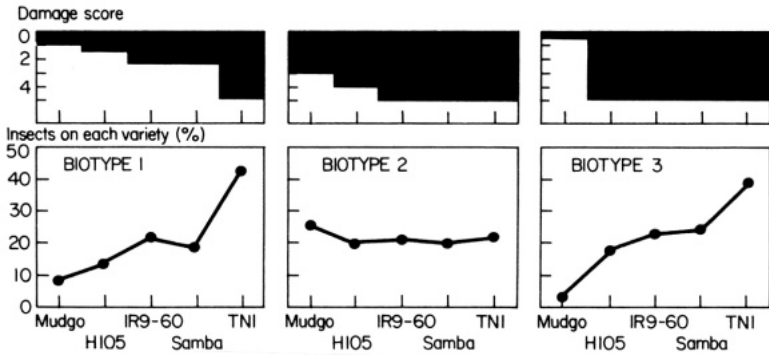 Damage score
0
2
4
Insects on each variety (%)
50
40
30
20
10
0
BIOTYPE 1
BIOTYPE 2
BIOTYPE 3
Mudgo IR9-60 TN1 Mudgo IR9-60 TN1 Mudgo IR9-60 TN1
H105 Samba H105 Samba H105 Samba